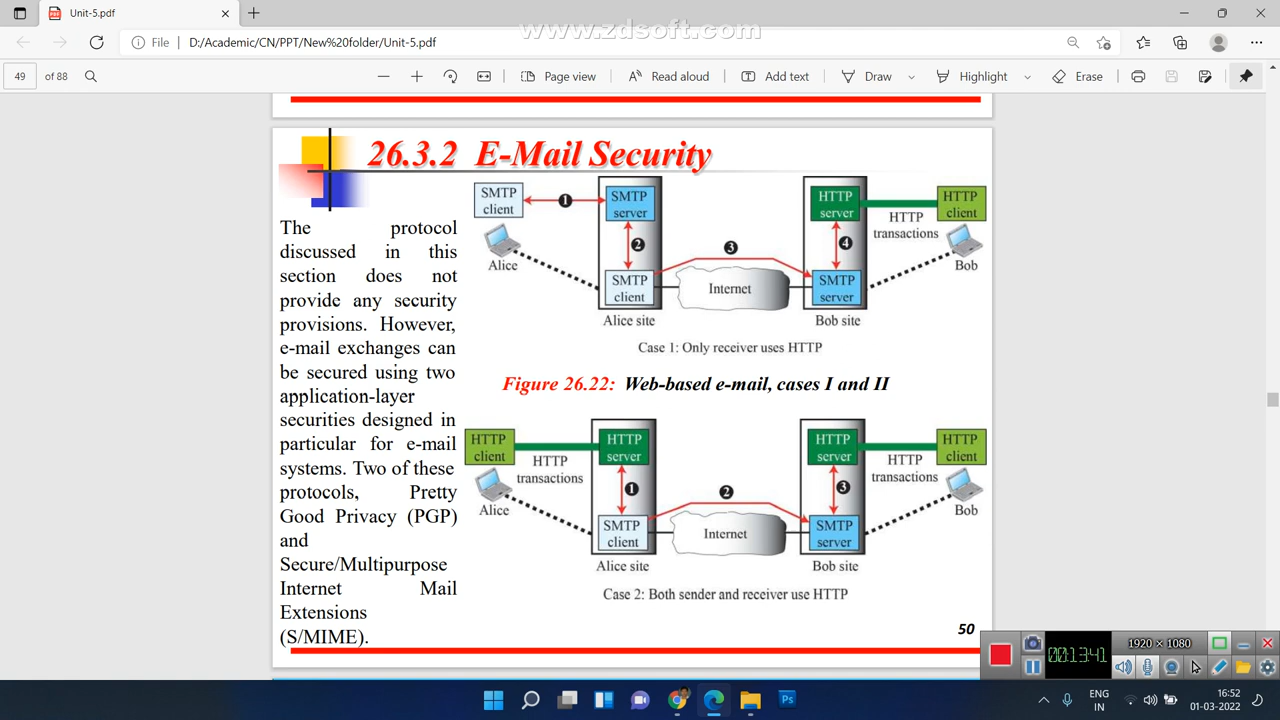 Unit-5.pdf
www.zdsoft.com
File
D:/Academic/CN/PPT/New%20folder/Unit-5.pdf
49 of 88
Page view
Read aloud
Add text
Draw
Highlight
Erase
26.3.2 E-Mail Security
The protocol
discussed in this
section does not
provide any security
provisions. However,
e-mail exchanges can
be secured using two
application-layer
securities designed in
particular for e-mail
systems. Two of these
protocols, Pretty
Good Privacy (PGP)
and
Secure/Multipurpose
Internet Mail
Extensions
(S/MIME).
SMTP
client
1
SMTP
server
2
SMTP
client
Alice
Alice site
3
Internet
HTTP
server
4
SMTP
server
Bob site
HTTP
transactions
HTTP
client
Bob
Case 1: Only receiver uses HTTP
Figure 26.22: Web-based e-mail, cases I and II
HTTP
client
HTTP
transactions
HTTP
server
1
SMTP
client
Alice
Alice site
2
Internet
HTTP
server
3
SMTP
server
Bob site
HTTP
transactions
HTTP
client
Bob
Case 2: Both sender and receiver use HTTP
50
1920 × 1080
00:13:41
Ps
ENG
IN
16:52
01-03-2022